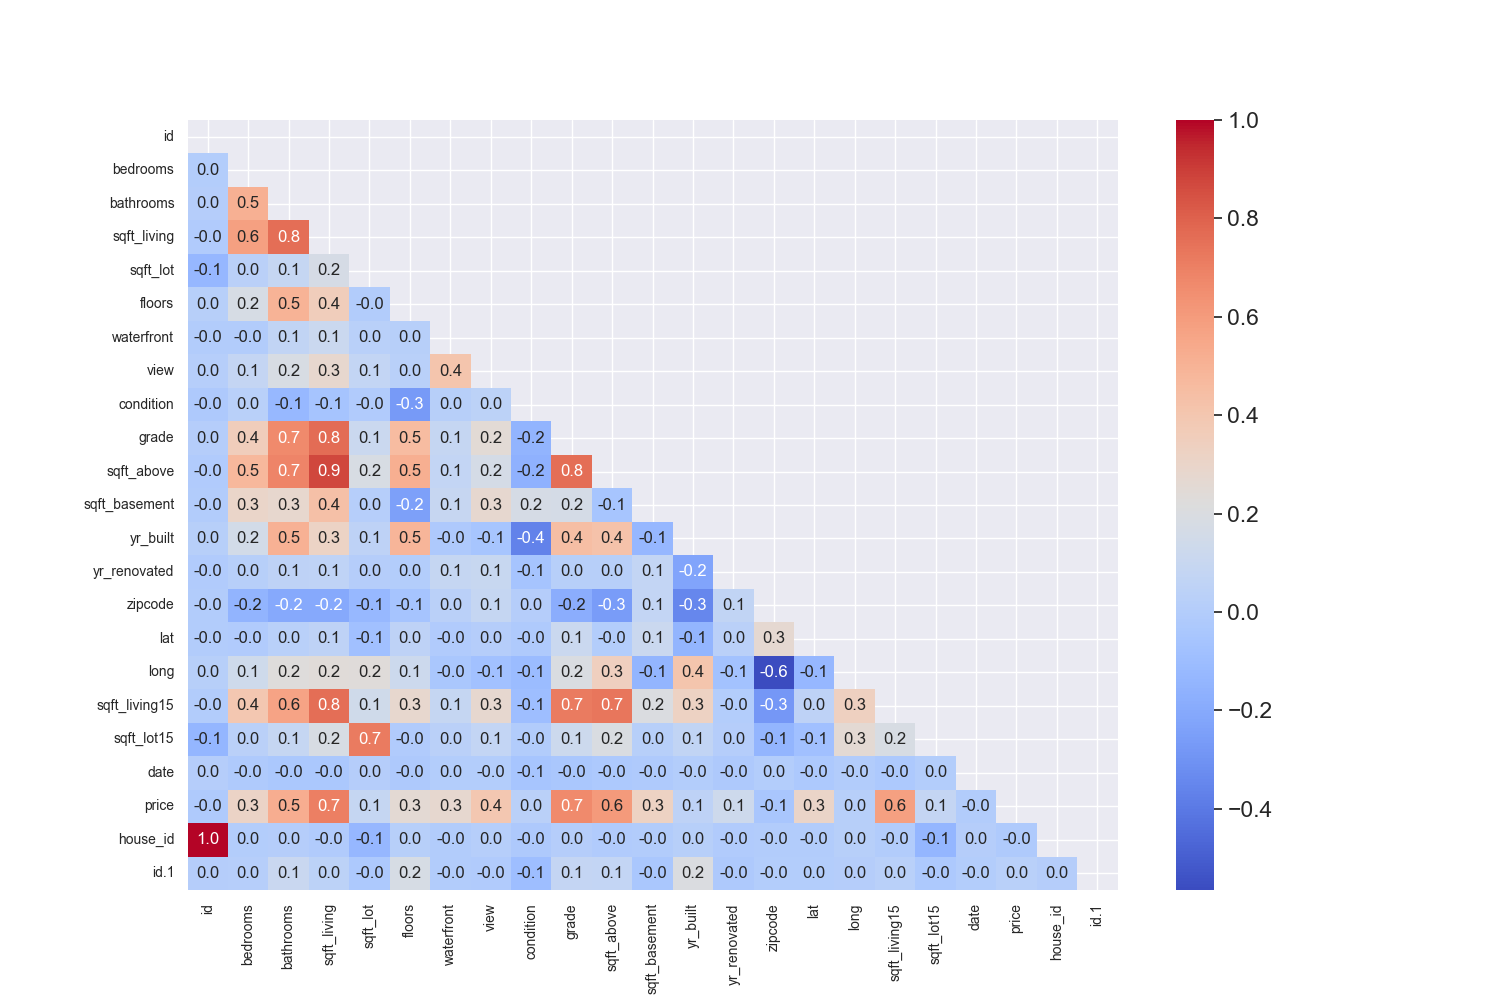 id
bedrooms 0.0
bathrooms 0.0 0.5
sqft_living -0.0 0.6 0.8
sqft_lot -0.1 0.0 0.1 0.2
floors 0.0 0.2 0.5 0.4 -0.0
waterfront -0.0 -0.0 0.1 0.1 0.0 0.0
view 0.0 0.1 0.2 0.3 0.1 0.0 0.4
condition -0.0 0.0 -0.1 -0.1 -0.0 -0.3 0.0 0.0
grade 0.0 0.4 0.7 0.8 0.1 0.5 0.1 0.2 -0.2
sqft_above -0.0 0.5 0.7 0.9 0.2 0.5 0.1 0.2 -0.2 0.8
sqft_basement -0.0 0.3 0.3 0.4 0.0 -0.2 0.1 0.3 0.2 0.2 -0.1
yr_built 0.0 0.2 0.5 0.3 0.1 0.5 -0.0 -0.1 -0.4 0.4 0.4 -0.1
yr_renovated -0.0 0.0 0.1 0.1 0.0 0.0 0.1 0.1 -0.1 0.0 0.0 0.1 -0.2
zipcode -0.0 -0.2 -0.2 -0.2 -0.1 -0.1 0.0 0.1 0.0 -0.2 -0.3 0.1 -0.3 0.1
lat -0.0 -0.0 0.0 0.1 -0.1 0.0 -0.0 0.0 -0.0 0.1 -0.0 0.1 -0.1 0.0 0.3
long 0.0 0.1 0.2 0.2 0.2 0.1 -0.0 -0.1 -0.1 0.2 0.3 -0.1 0.4 -0.1 -0.6 -0.1
sqft_living15 -0.0 0.4 0.6 0.8 0.1 0.3 0.1 0.3 -0.1 0.7 0.7 0.2 0.3 -0.0 -0.3 0.0 0.3
sqft_lot15 -0.1 0.0 0.1 0.2 0.7 -0.0 0.0 0.1 -0.0 0.1 0.2 0.0 0.1 0.0 -0.1 -0.1 0.3 0.2
date 0.0 -0.0 -0.0 -0.0 0.0 -0.0 0.0 -0.0 -0.1 -0.0 -0.0 -0.0 -0.0 -0.0 0.0 -0.0 -0.0 -0.0 0.0
price -0.0 0.3 0.5 0.7 0.1 0.3 0.3 0.4 0.0 0.7 0.6 0.3 0.1 0.1 -0.1 0.3 0.0 0.6 0.1 -0.0
house_id 1.0 0.0 0.0 -0.0 -0.1 0.0 -0.0 0.0 -0.0 0.0 -0.0 -0.0 0.0 -0.0 -0.0 -0.0 0.0 -0.0 -0.1 0.0 -0.0
id.1 0.0 0.0 0.1 0.0 -0.0 0.2 -0.0 -0.0 -0.1 0.1 0.1 -0.0 0.2 -0.0 -0.0 0.0 0.0 0.0 -0.0 -0.0 0.0 0.0
id bedrooms bathrooms sqft_living sqft_lot floors waterfront view condition grade sqft_above sqft_basement yr_built yr_renovated zipcode lat long sqft_living15 sqft_lot15 date price house_id id.1
1.0
0.8
0.6
0.4
0.2
0.0
−0.2
−0.4